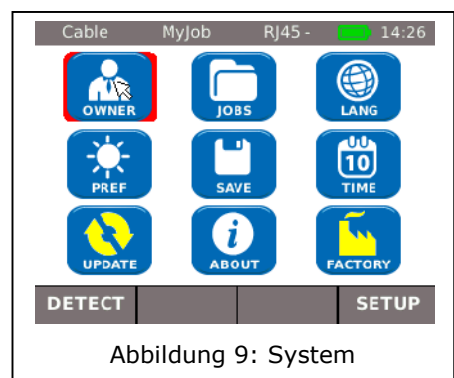 Cable MyJob RJ45 - 14:26
OWNER JOBS LANG
PREF SAVE 10 TIME
UPDATE i ABOUT FACTORY
DETECT SETUP
Abbildung 9: System